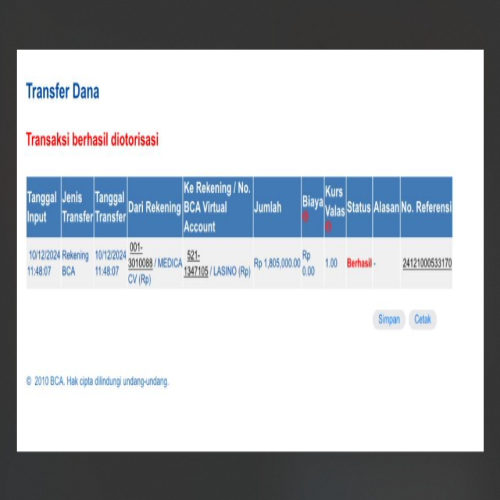 Transfer Dana
Transaksi berhasil diotorisasi
Tanggal Input Jenis Transfer Tanggal Transfer Dari Rekening Ke Rekening / No. BCA Virtual Account Jumlah Biaya Kurs Valas Status Alasan No. Referensi
10/12/2024 11:48:07 Rekening BCA 10/12/2024 11:48:07 001-3010088 / MEDICA CV (Rp) 521-1347105 / LASINO (Rp) Rp 1,805,000.00 Rp 0.00 1.00 Berhasil - 24121000533170
Simpan Cetak
© 2010 BCA. Hak cipta dilindungi undang-undang.